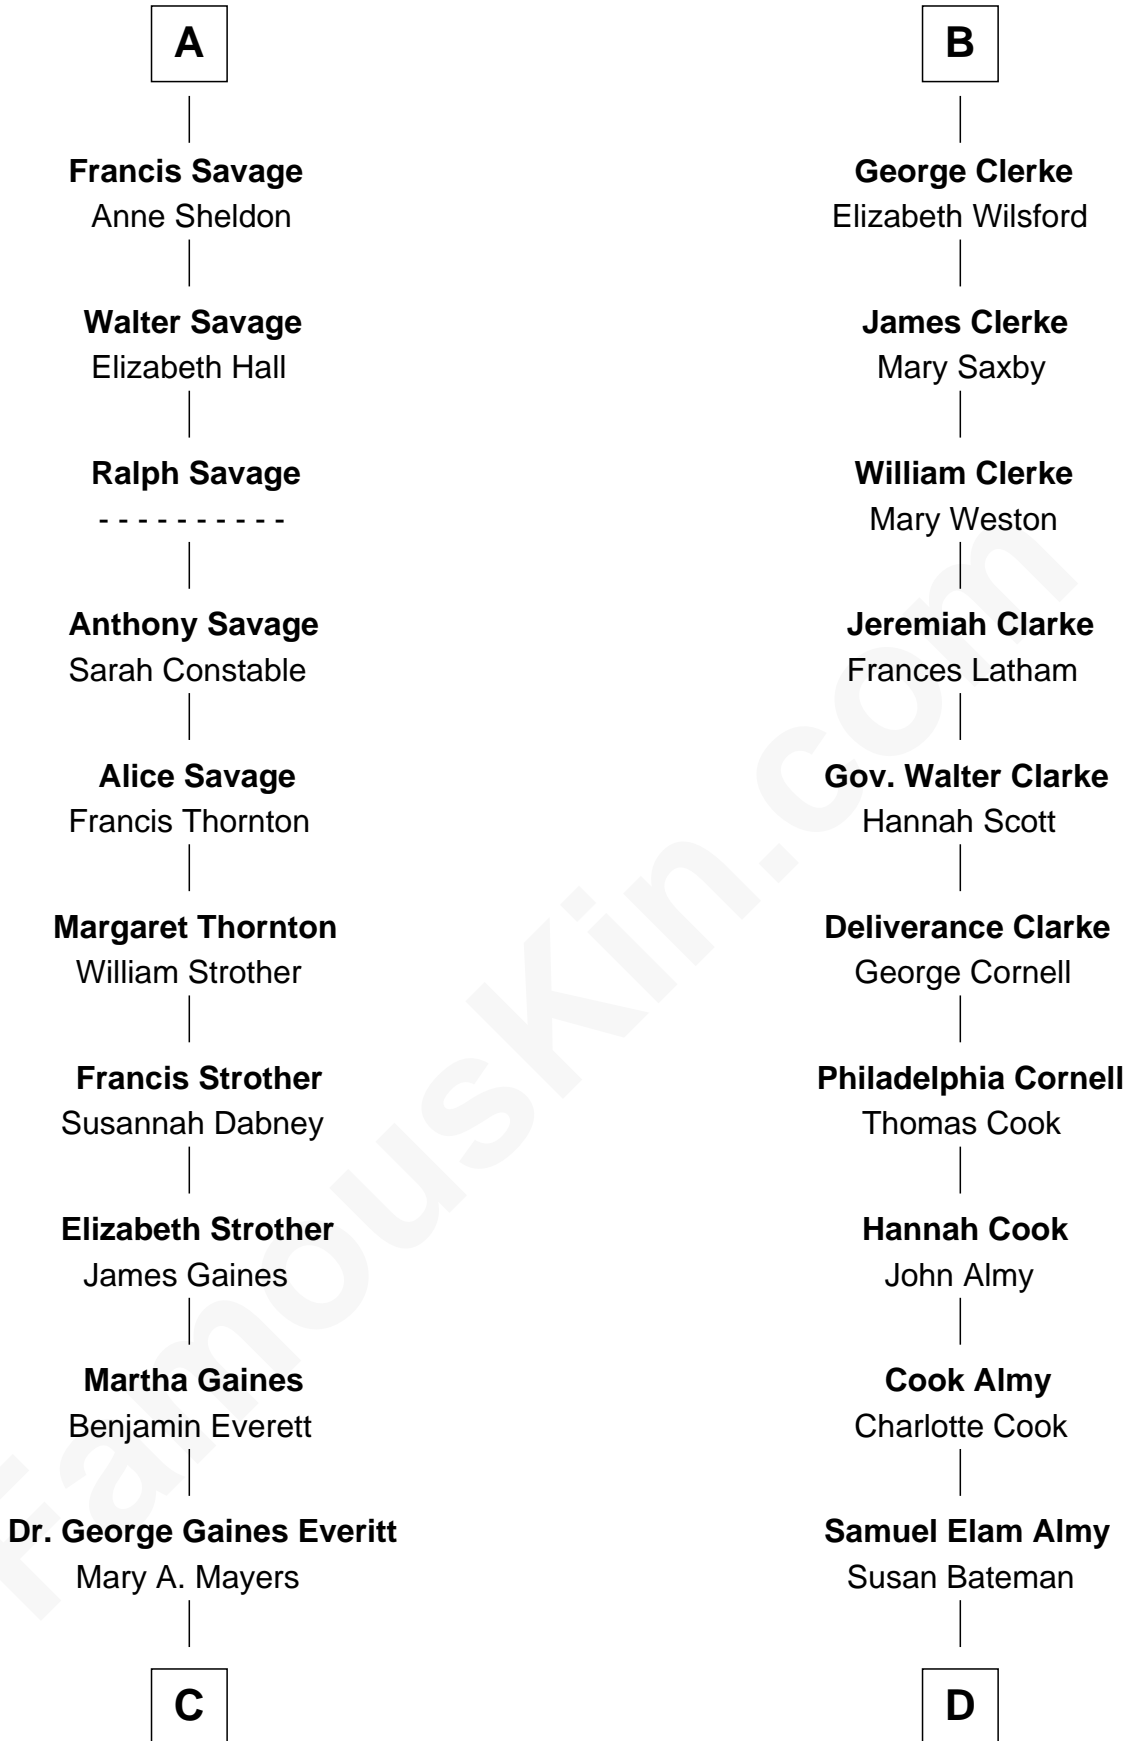 A
Francis Savage
Anne Sheldon
Walter Savage
Elizabeth Hall
Ralph Savage
- - - - - - - - - -
Anthony Savage
Sarah Constable
Alice Savage
Francis Thornton
Margaret Thornton
William Strother
Francis Strother
Susannah Dabney
Elizabeth Strother
James Gaines
Martha Gaines
Benjamin Everett
Dr. George Gaines Everitt
Mary A. Mayers
C
B
George Clerke
Elizabeth Wilsford
James Clerke
Mary Saxby
William Clerke
Mary Weston
Jeremiah Clarke
Frances Latham
Gov. Walter Clarke
Hannah Scott
Deliverance Clarke
George Cornell
Philadelphia Cornell
Thomas Cook
Hannah Cook
John Almy
Cook Almy
Charlotte Cook
Samuel Elam Almy
Susan Bateman
D
FamousKin.com